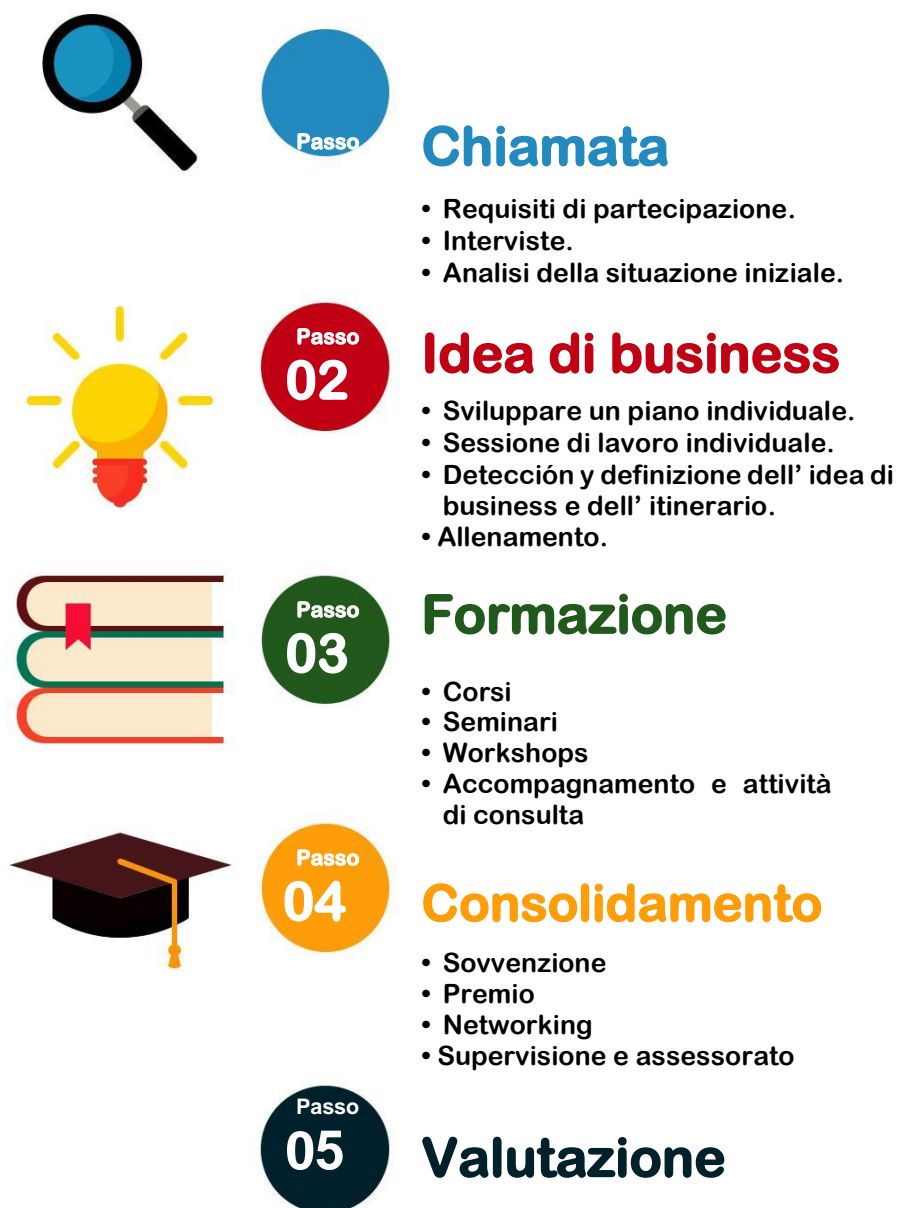 Passo
Chiamata
• Requisiti di partecipazione.
• Interviste.
• Analisi della situazione iniziale.
Passo
02
Idea di business
• Sviluppare un piano individuale.
• Sessione di lavoro individuale.
• Detección y definizione dell’ idea di
business e dell’ itinerario.
• Allenamento.
Passo
03
Formazione
• Corsi
• Seminari
• Workshops
• Accompagnamento e attività
di consulta
Passo
04
Consolidamento
• Sovvenzione
• Premio
• Networking
• Supervisione e assessorato
Passo
05
Valutazione